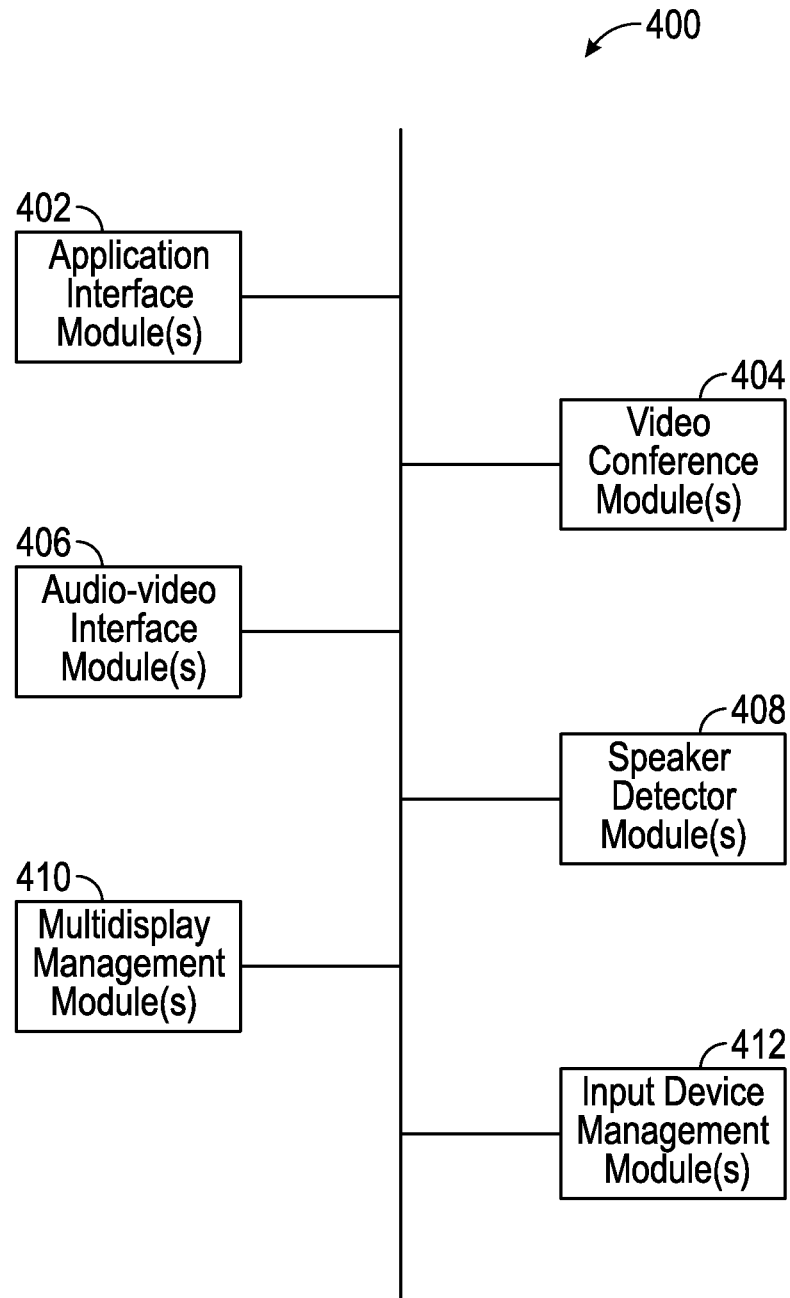 400
402
Application
Interface
Module(s)
404
Video
Conference
Module(s)
406
Audio-video
Interface
Module(s)
408
Speaker
Detector
Module(s)
410
Multidisplay
Management
Module(s)
412
Input Device
Management
Module(s)